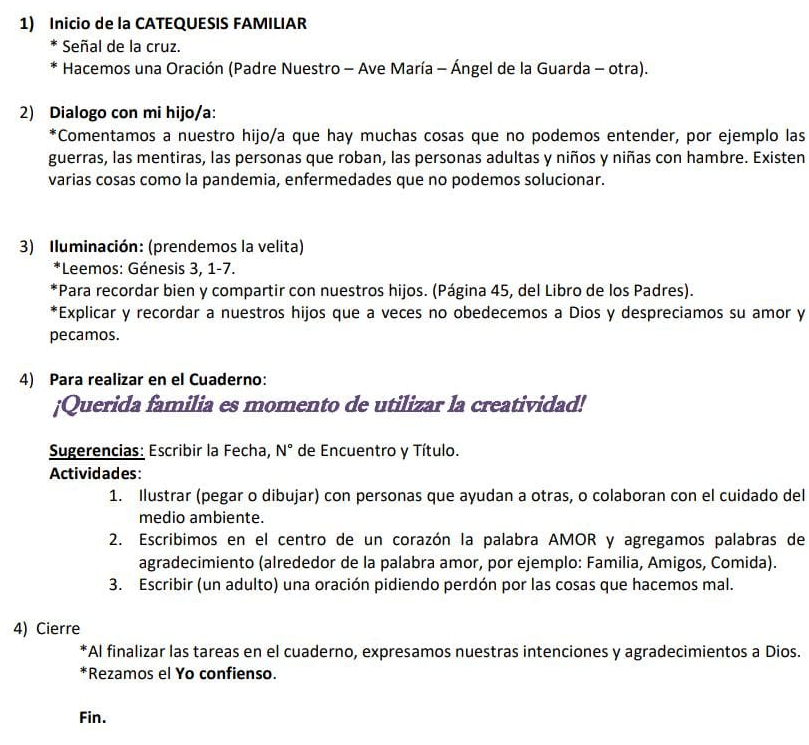 1) Inicio de la CATEQUESIS FAMILIAR
* Señal de la cruz.
* Hacemos una Oración (Padre Nuestro – Ave María – Ángel de la Guarda – otra).
2) Dialogo con mi hijo/a:
*Comentamos a nuestro hijo/a que hay muchas cosas que no podemos entender, por ejemplo las
guerras, las mentiras, las personas que roban, las personas adultas y niños y niñas con hambre. Existen
varias cosas como la pandemia, enfermedades que no podemos solucionar.
3) Iluminación: (prendemos la velita)
*Leemos: Génesis 3, 1-7.
*Para recordar bien y compartir con nuestros hijos. (Página 45, del Libro de los Padres).
*Explicar y recordar a nuestros hijos que a veces no obedecemos a Dios y despreciamos su amor y
pecamos.
4) Para realizar en el Cuaderno:
¡Querida familia es momento de utilizar la creatividad!
Sugerencias: Escribir la Fecha, N° de Encuentro y Título.
Actividades:
1. Ilustrar (pegar o dibujar) con personas que ayudan a otras, o colaboran con el cuidado del
medio ambiente.
2. Escribimos en el centro de un corazón la palabra AMOR y agregamos palabras de
agradecimiento (alrededor de la palabra amor, por ejemplo: Familia, Amigos, Comida).
3. Escribir (un adulto) una oración pidiendo perdón por las cosas que hacemos mal.
4) Cierre
*Al finalizar las tareas en el cuaderno, expresamos nuestras intenciones y agradecimientos a Dios.
*Rezamos el Yo confienso.
Fin.